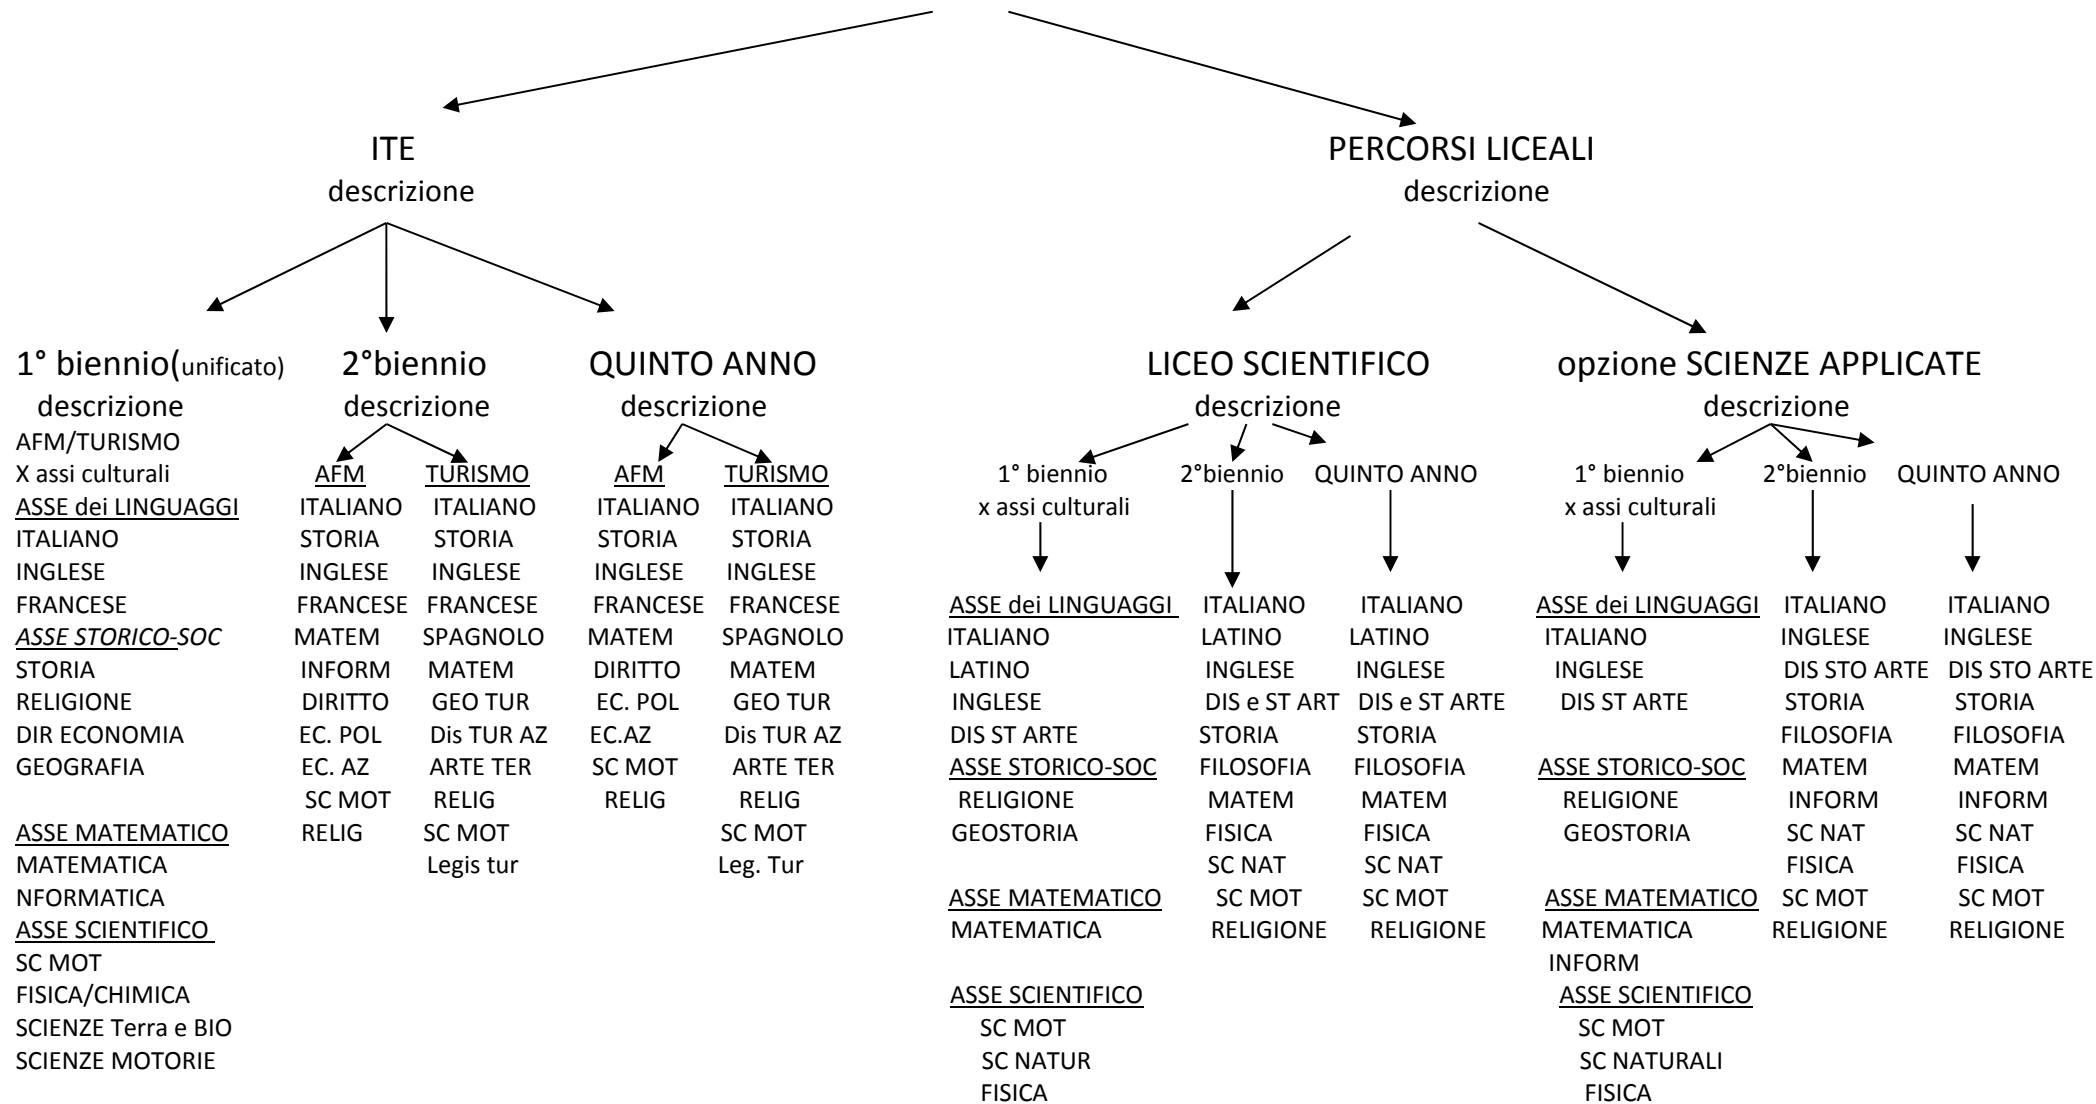 ITE
descrizione
PERCORSI LICEALI
descrizione
1° biennio(unificato)
descrizione
AFM/TURISMO
X assi culturali
ASSE dei LINGUAGGI
ITALIANO
INGLESE
FRANCESE
ASSE STORICO-SOC
STORIA
RELIGIONE
DIR ECONOMIA
GEOGRAFIA
ASSE MATEMATICO
MATEMATICA
NFORMATICA
ASSE SCIENTIFICO
SC MOT
FISICA/CHIMICA
SCIENZE Terra e BIO
SCIENZE MOTORIE
2°biennio
descrizione
AFM
ITALIANO
STORIA
INGLESE
FRANCESE
MATEM
INFORM
DIRITTO
EC. POL
EC. AZ
SC MOT
RELIG
TURISMO
ITALIANO
STORIA
INGLESE
FRANCESE
SPAGNOLO
MATEM
GEO TUR
Dis TUR AZ
ARTE TER
RELIG
SC MOT
Legis tur
QUINTO ANNO
descrizione
AFM
ITALIANO
STORIA
INGLESE
FRANCESE
MATEM
DIRITTO
EC. POL
EC.AZ
SC MOT
RELIG
TURISMO
ITALIANO
STORIA
INGLESE
FRANCESE
SPAGNOLO
MATEM
GEO TUR
Dis TUR AZ
ARTE TER
RELIG
SC MOT
Leg. Tur
LICEO SCIENTIFICO
descrizione
1° biennio
x assi culturali
ASSE dei LINGUAGGI
ITALIANO
LATINO
INGLESE
DIS ST ARTE
ASSE STORICO-SOC
RELIGIONE
GEOSTORIA
ASSE MATEMATICO
MATEMATICA
ASSE SCIENTIFICO
SC MOT
SC NATUR
FISICA
2°biennio
ITALIANO
LATINO
INGLESE
DIS e ST ART
STORIA
FILOSOFIA
MATEM
FISICA
SC NAT
SC MOT
RELIGIONE
QUINTO ANNO
ITALIANO
LATINO
INGLESE
DIS e ST ARTE
STORIA
FILOSOFIA
MATEM
FISICA
SC NAT
SC MOT
RELIGIONE
opzione SCIENZE APPLICATE
descrizione
1° biennio
x assi culturali
ASSE dei LINGUAGGI
ITALIANO
INGLESE
DIS ST ARTE
ASSE STORICO-SOC
RELIGIONE
GEOSTORIA
ASSE MATEMATICO
MATEMATICA
INFORM
ASSE SCIENTIFICO
SC MOT
SC NATURALI
FISICA
2°biennio
ITALIANO
INGLESE
DIS STO ARTE
STORIA
FILOSOFIA
MATEM
INFORM
SC NAT
FISICA
SC MOT
RELIGIONE
QUINTO ANNO
ITALIANO
INGLESE
DIS STO ARTE
STORIA
FILOSOFIA
MATEM
INFORM
SC NAT
FISICA
SC MOT
RELIGIONE